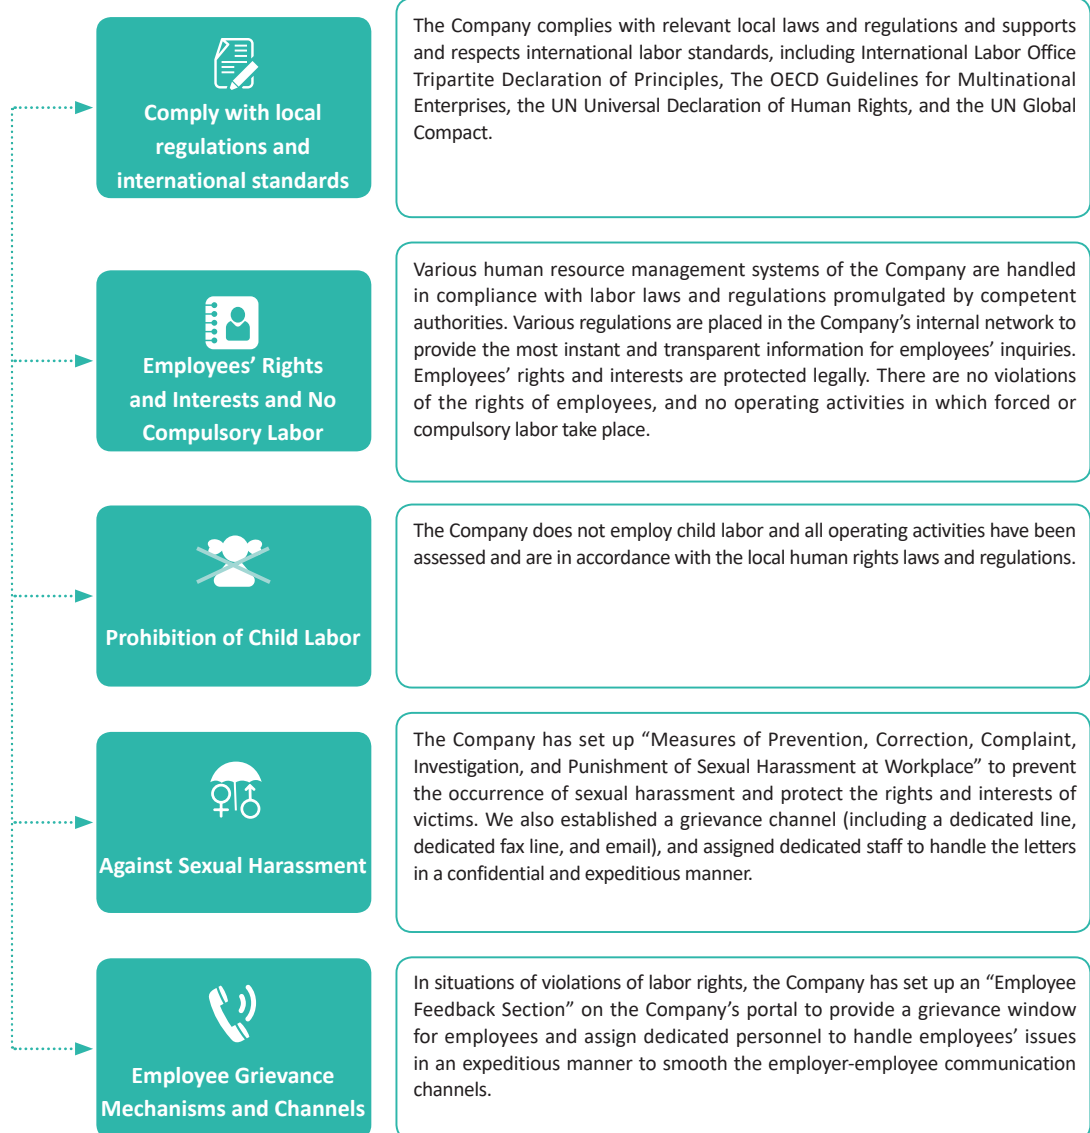 Comply with local
regulations and
international standards
The Company complies with relevant local laws and regulations and supports
and respects international labor standards, including International Labor Office
Tripartite Declaration of Principles, The OECD Guidelines for Multinational
Enterprises, the UN Universal Declaration of Human Rights, and the UN Global
Compact.
Employees’ Rights
and Interests and No
Compulsory Labor
Various human resource management systems of the Company are handled
in compliance with labor laws and regulations promulgated by competent
authorities. Various regulations are placed in the Company’s internal network to
provide the most instant and transparent information for employees’ inquiries.
Employees’ rights and interests are protected legally. There are no violations
of the rights of employees, and no operating activities in which forced or
compulsory labor take place.
Prohibition of Child Labor
The Company does not employ child labor and all operating activities have been
assessed and are in accordance with the local human rights laws and regulations.
Against Sexual Harassment
The Company has set up “Measures of Prevention, Correction, Complaint,
Investigation, and Punishment of Sexual Harassment at Workplace” to prevent
the occurrence of sexual harassment and protect the rights and interests of
victims. We also established a grievance channel (including a dedicated line,
dedicated fax line, and email), and assigned dedicated staff to handle the letters
in a confidential and expeditious manner.
Employee Grievance
Mechanisms and Channels
In situations of violations of labor rights, the Company has set up an “Employee
Feedback Section” on the Company’s portal to provide a grievance window
for employees and assign dedicated personnel to handle employees’ issues
in an expeditious manner to smooth the employer-employee communication
channels.